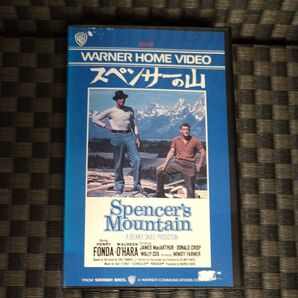 WARNER HOME VIDEO
スペンサーの山
Spencer's
Mountain
A DELMER DAVES PRODUCTION
Starring HENRY FONDA MAUREEN O'HARA
JAMES MacARTHUR · DONALD CRISP
WALLY COX MIMSY FARMER
FROM WARNER BROS. A WARNER COMMUNICATIONS